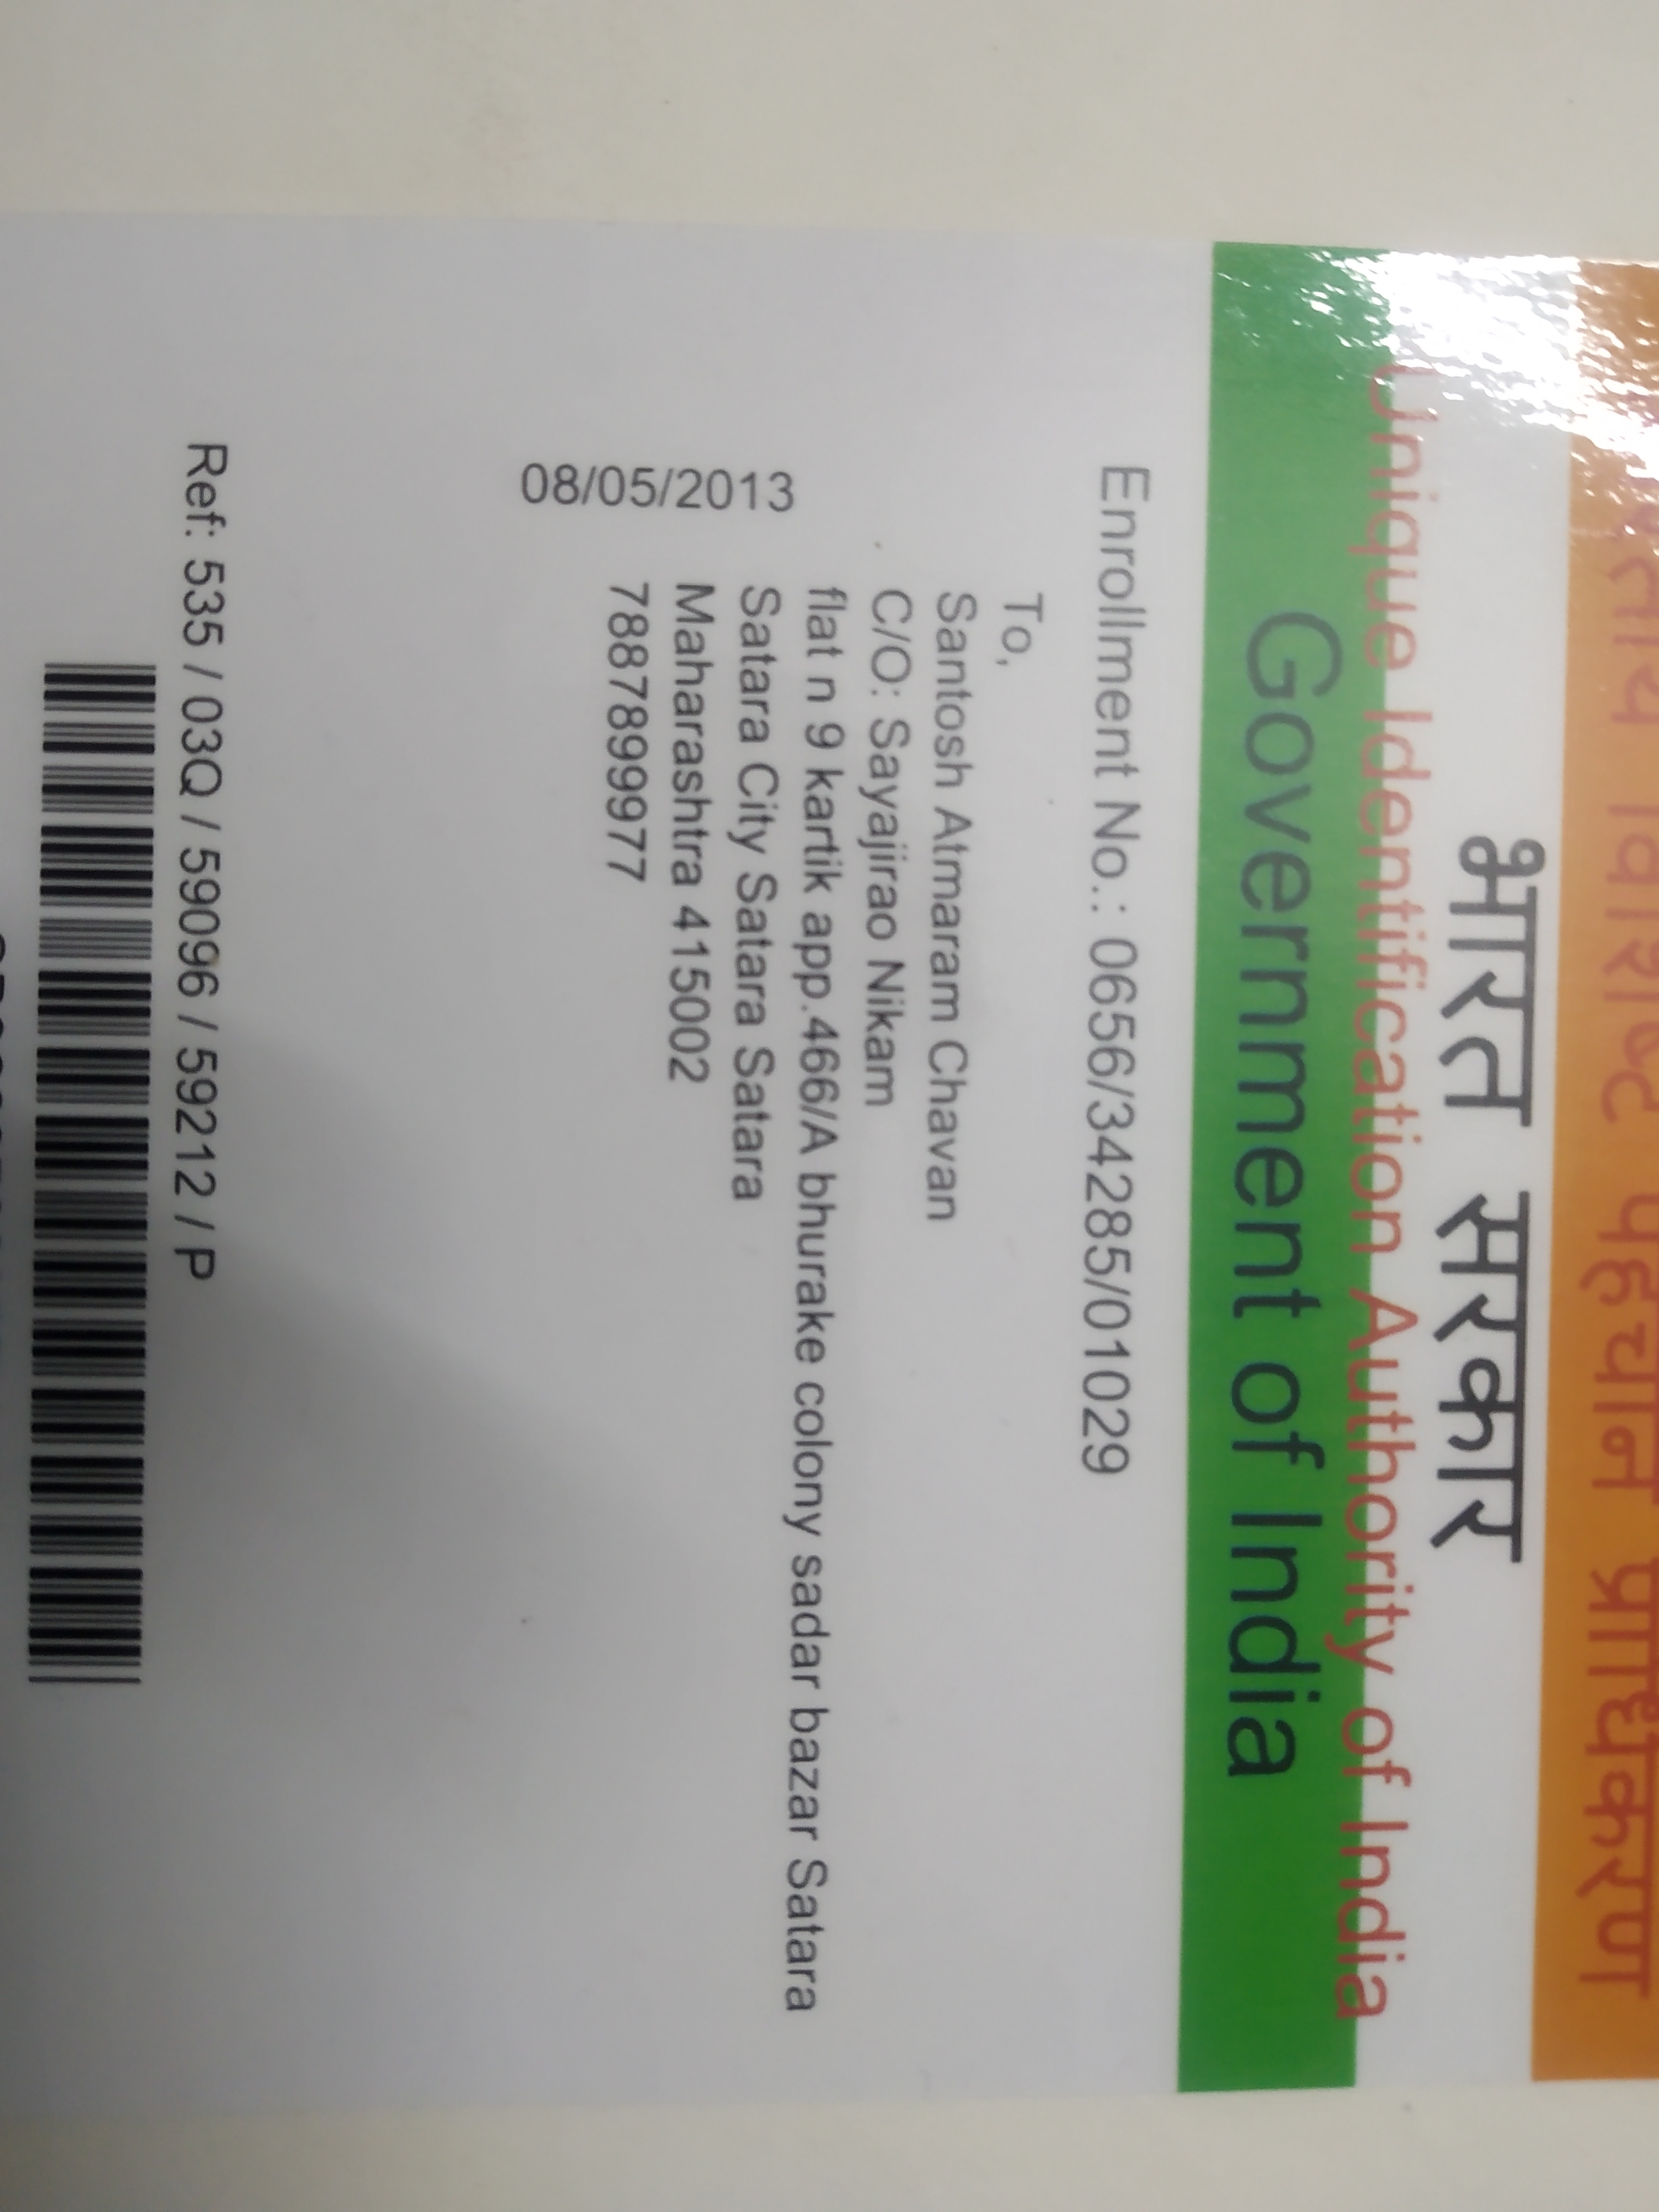 विशिष्ट पहचान प्राधिकरण
भारत सरकार
Unique Identification Authority of India
Government of India
Enrollment No.: 0656/34285/01029
To,
Santosh Atmaram Chavan
C/O: Sayajirao Nikam
flat n 9 kartik app.466/A bhurake colony sadar bazar Satara
Satara City Satara Satara
Maharashtra 415002
7887899977
08/05/2013
Ref: 535 / 03Q / 59096 / 59212 / P